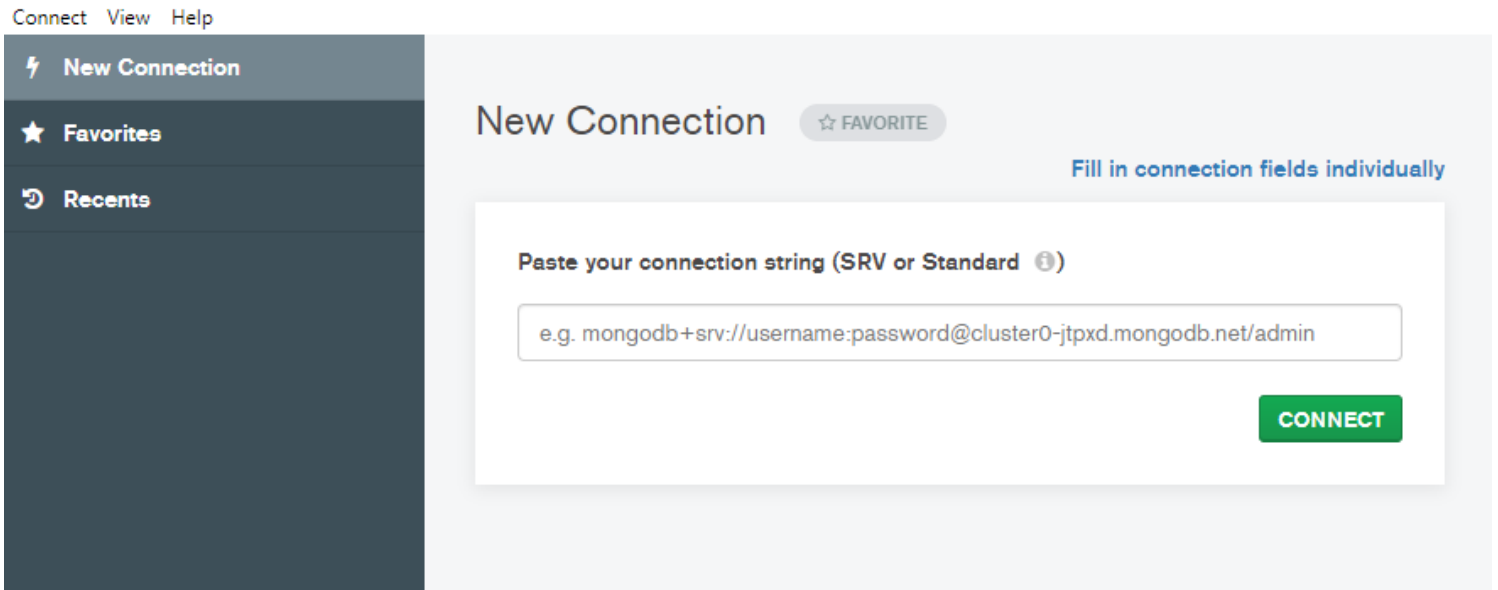 Connect View Help
New Connection
Favorites
Recents
New Connection FAVORITE
Fill in connection fields individually
Paste your connection string (SRV or Standard i)
e.g. mongodb+srv://username:password@cluster0-jtpxd.mongodb.net/admin
CONNECT